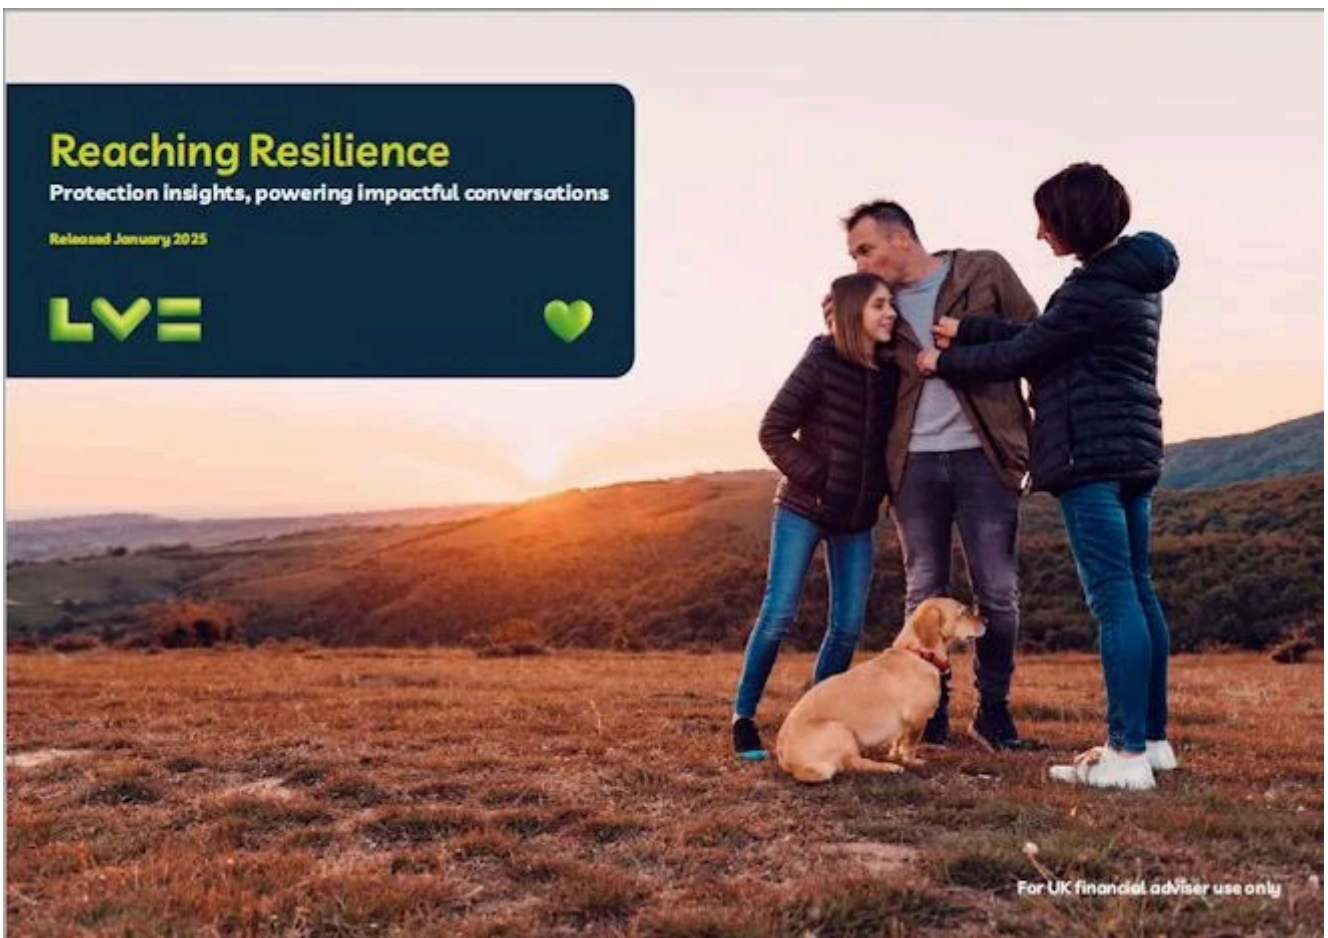 Reaching Resilience
Protection insights, powering impactful conversations
Released January 2025
LV=
For UK financial adviser use only